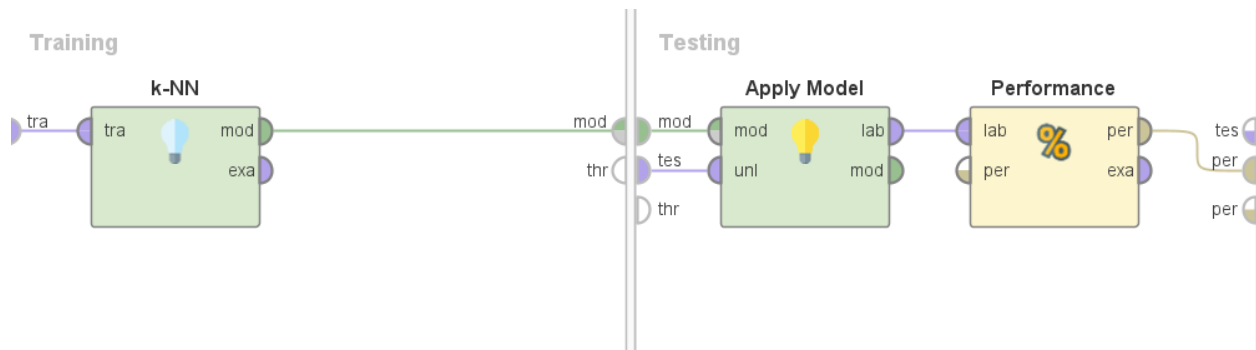 Training
Testing
k-NN
Apply Model
Performance
tra
tra
mod
mod
mod
mod
lab
lab
per
tes
exa
thr
tes
unl
mod
per
exa
per
thr
per